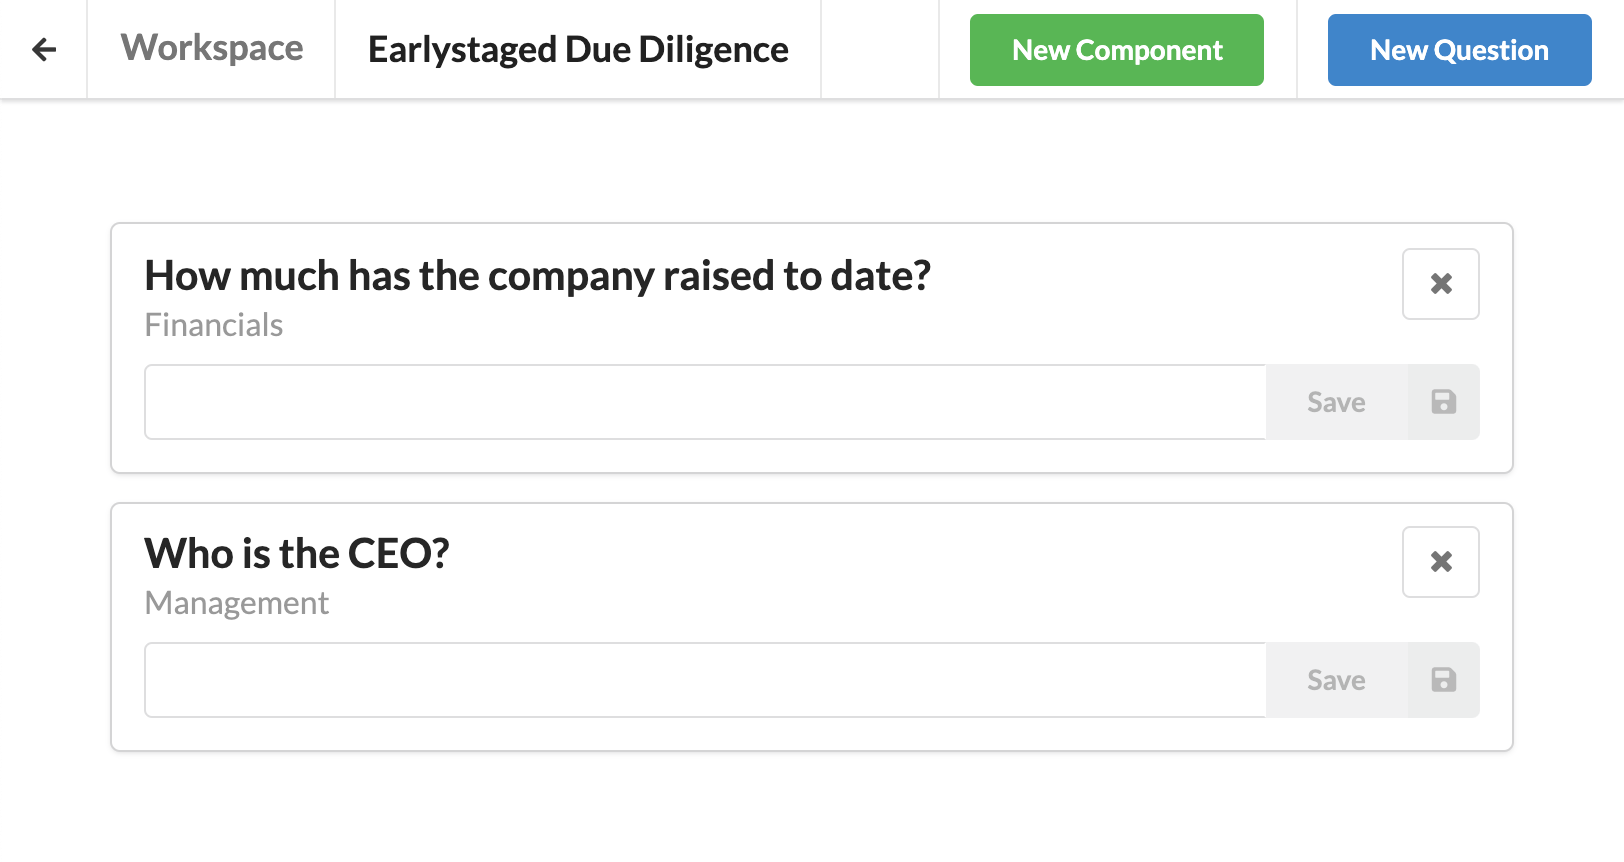 Workspace
Earlystaged Due Diligence
New Component
New Question
How much has the company raised to date?
Financials
Save
Who is the CEO?
Management
Save